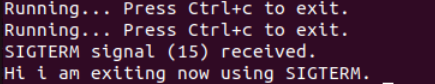 Running... Press Ctrl+c to exit.
Running... Press Ctrl+c to exit.
SIGTERM signal (15) received.
Hi i am exiting now using SIGTERM. _